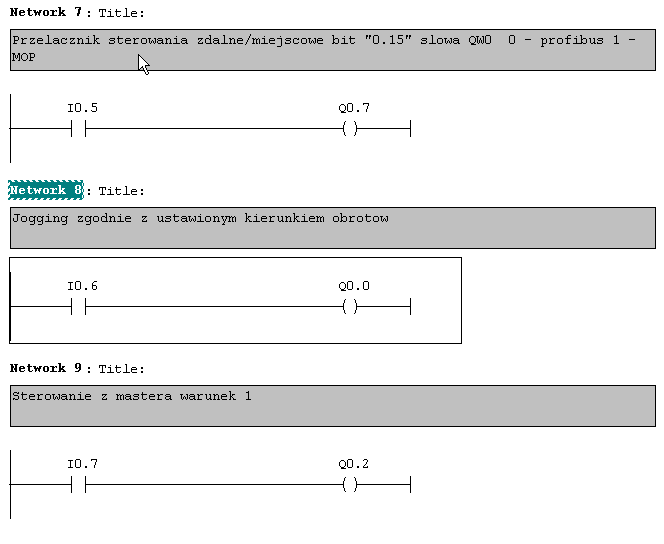 Network 7 : Title:
Przelacznik sterowania zdalne/miejscowe bit "0.15" slowa QW0  0 - profibus 1 -
MOP
I0.5 Q0.7
Network 8 : Title:
Jogging zgodnie z ustawionym kierunkiem obrotow
I0.6 Q0.0
Network 9 : Title:
Sterowanie z mastera warunek 1
I0.7 Q0.2